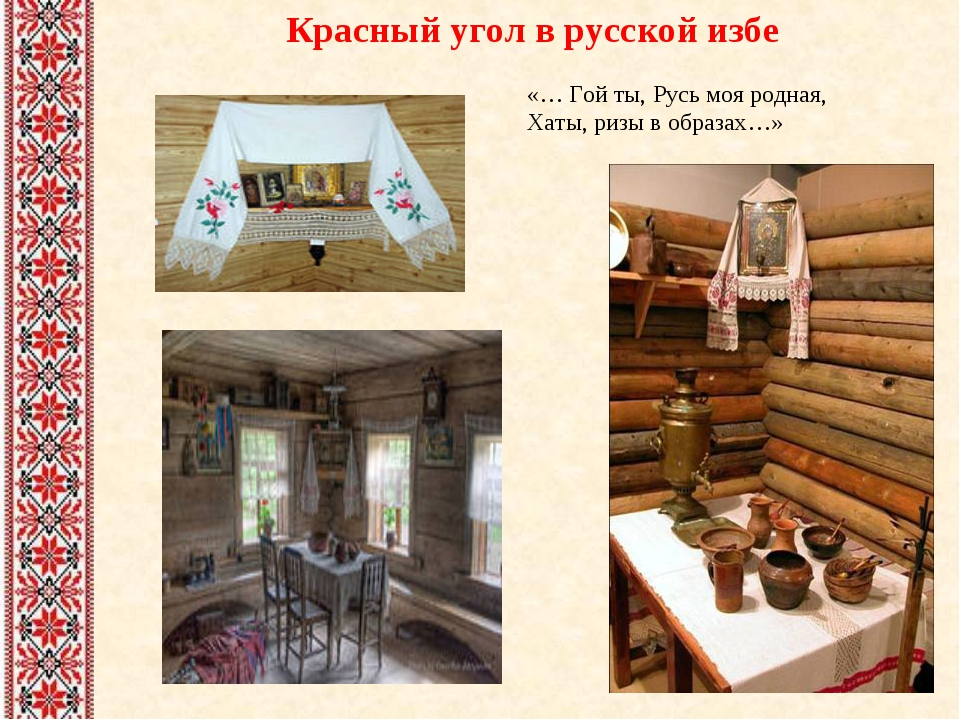 Красный угол в русской избе
«… Гой ты, Русь моя родная,
Хаты, ризы в образах…»